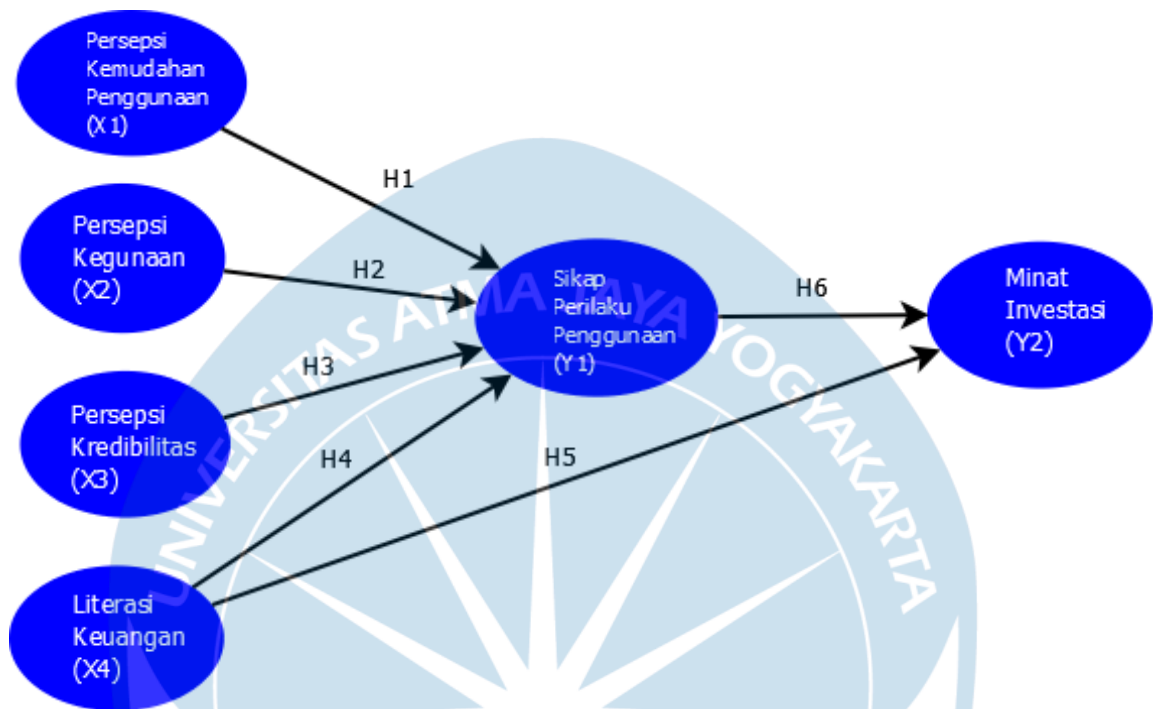 Persepsi
Kemudahan
Penggunaan
(X1)
H1
Persepsi
Kegunaan
(X2)
H2
Sikap
Perilaku
Penggunaan
(Y1)
H6
Minat
Investasi
(Y2)
H3
Persepsi
Kredibilitas
(X3)
H4
H5
Literasi
Keuangan
(X4)
UNIVERSITAS ATMA JAYA YOGYAKARTA